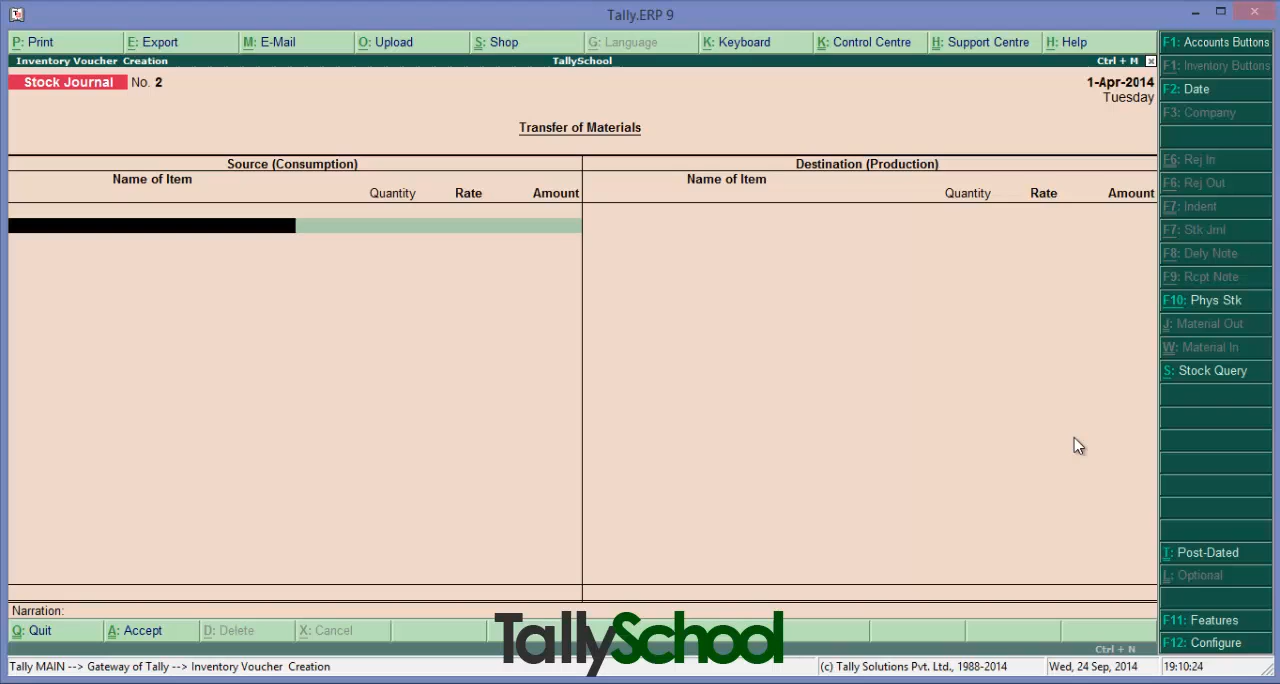 Tally.ERP 9
P: Print E: Export M: E-Mail O: Upload S: Shop G: Language K: Keyboard K: Control Centre H: Support Centre H: Help
Inventory Voucher Creation TallySchool Ctrl + M
Stock Journal No. 2 1-Apr-2014
Tuesday
Transfer of Materials
Source (Consumption) Destination (Production)
Name of Item Name of Item
Quantity Rate Amount Quantity Rate Amount
Narration:
Q: Quit A: Accept D: Delete X: Cancel
TallySchool
Ctrl + N
Tally MAIN --> Gateway of Tally --> Inventory Voucher Creation (c) Tally Solutions Pvt. Ltd., 1988-2014 Wed, 24 Sep, 2014 19:10:24
F1: Accounts Buttons
F1: Inventory Buttons
F2: Date
F3: Company
F6: Rej In
F6: Rej Out
F7: Indent
F7: Stk Jrnl
F8: Dely Note
F9: Rcpt Note
F10: Phys Stk
J: Material Out
W: Material In
S: Stock Query
T: Post-Dated
L: Optional
F11: Features
F12: Configure